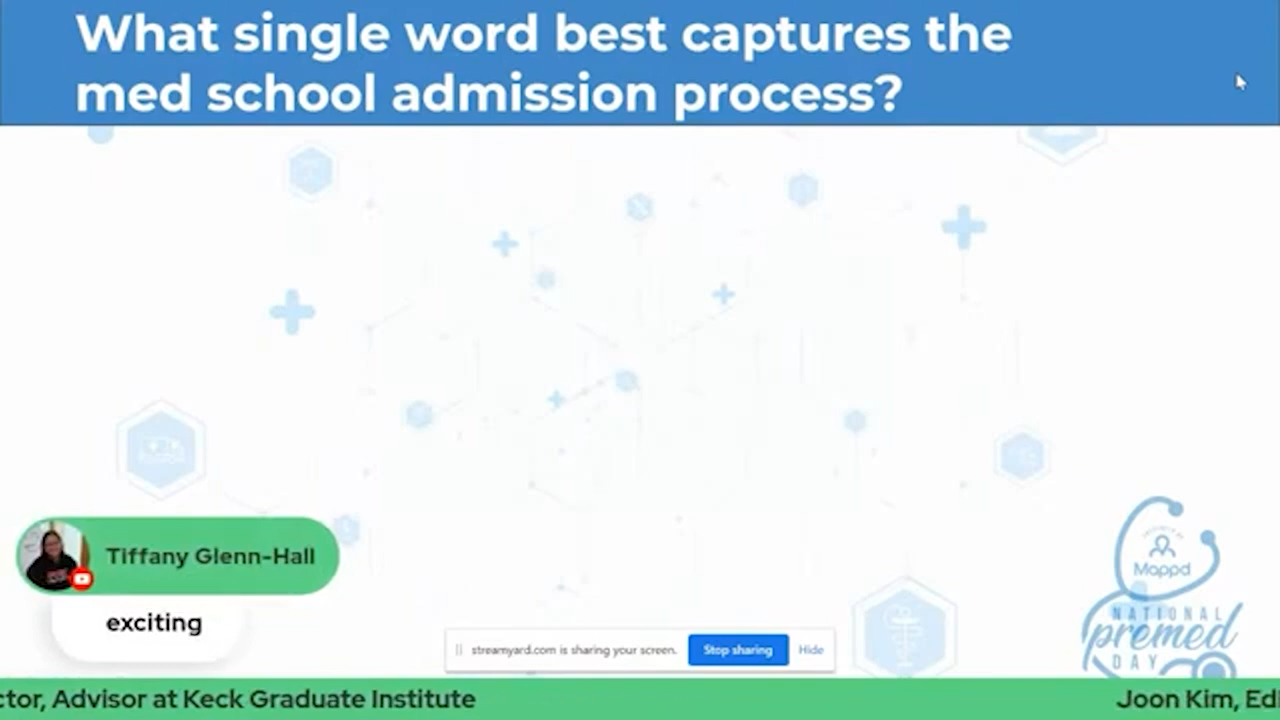 What single word best captures the
med school admission process?
Tiffany Glenn-Hall
exciting
streamyard.com is sharing your screen.
Stop sharing
Hide
Mappd
NATIONAL
premed
DAY
ctor, Advisor at Keck Graduate Institute
Joon Kim, Edi